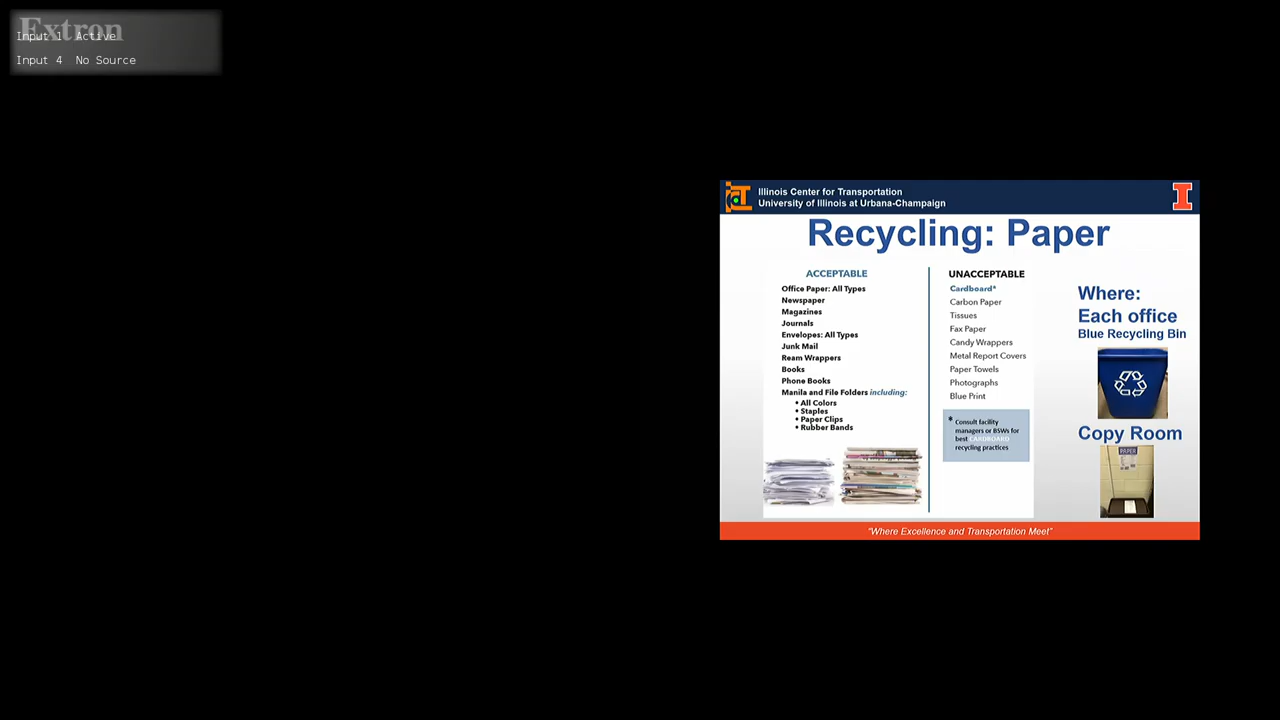 Extron
Input 1 Active
Input 4 No Source
Illinois Center for Transportation
University of Illinois at Urbana-Champaign
Recycling: Paper
ACCEPTABLE
Office Paper: All Types
Newspaper
Magazines
Journals
Envelopes: All Types
Junk Mail
Ream Wrappers
Books
Phone Books
Manila and File Folders including:
• All Colors
• Staples
• Paper Clips
• Rubber Bands
UNACCEPTABLE
Cardboard*
Carbon Paper
Tissues
Fax Paper
Candy Wrappers
Metal Report Covers
Paper Towels
Photographs
Blue Print
* Consult facility
managers or BSWs for
best CARDBOARD
recycling practices
Where:
Each office
Blue Recycling Bin
Copy Room
PAPER
"Where Excellence and Transportation Meet"